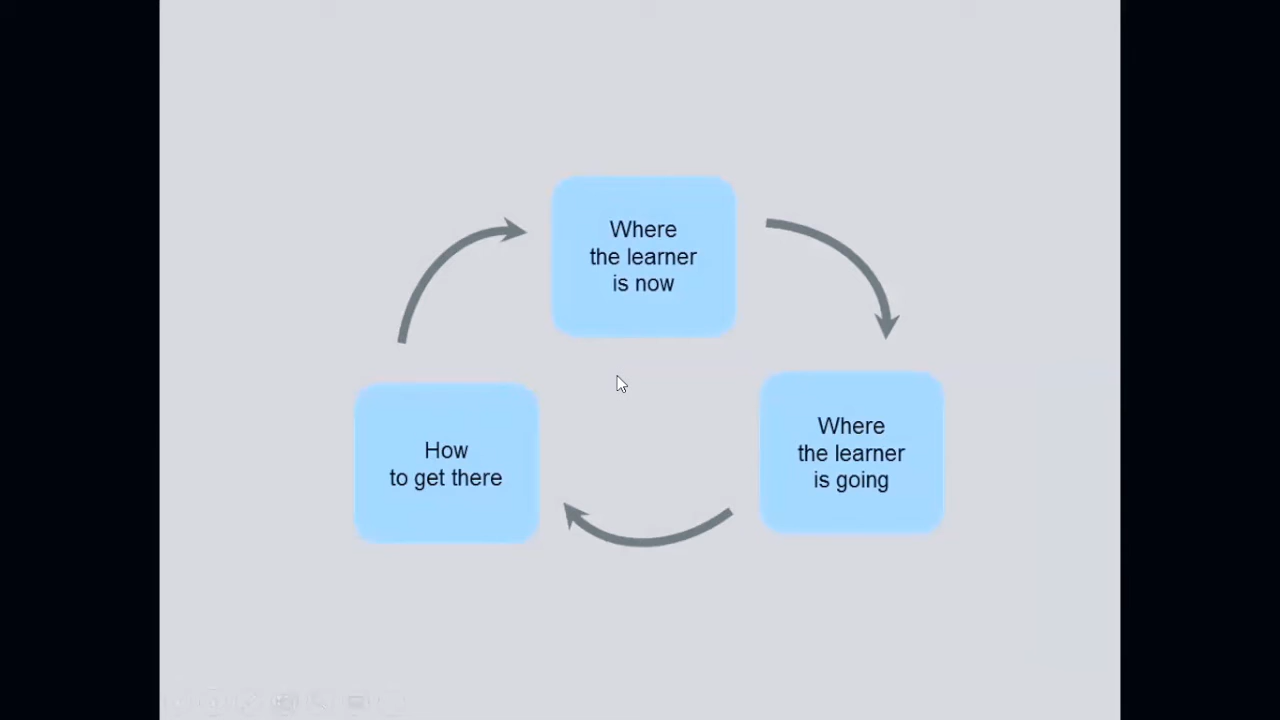 Where
the learner
is now
Where
the learner
is going
How
to get there